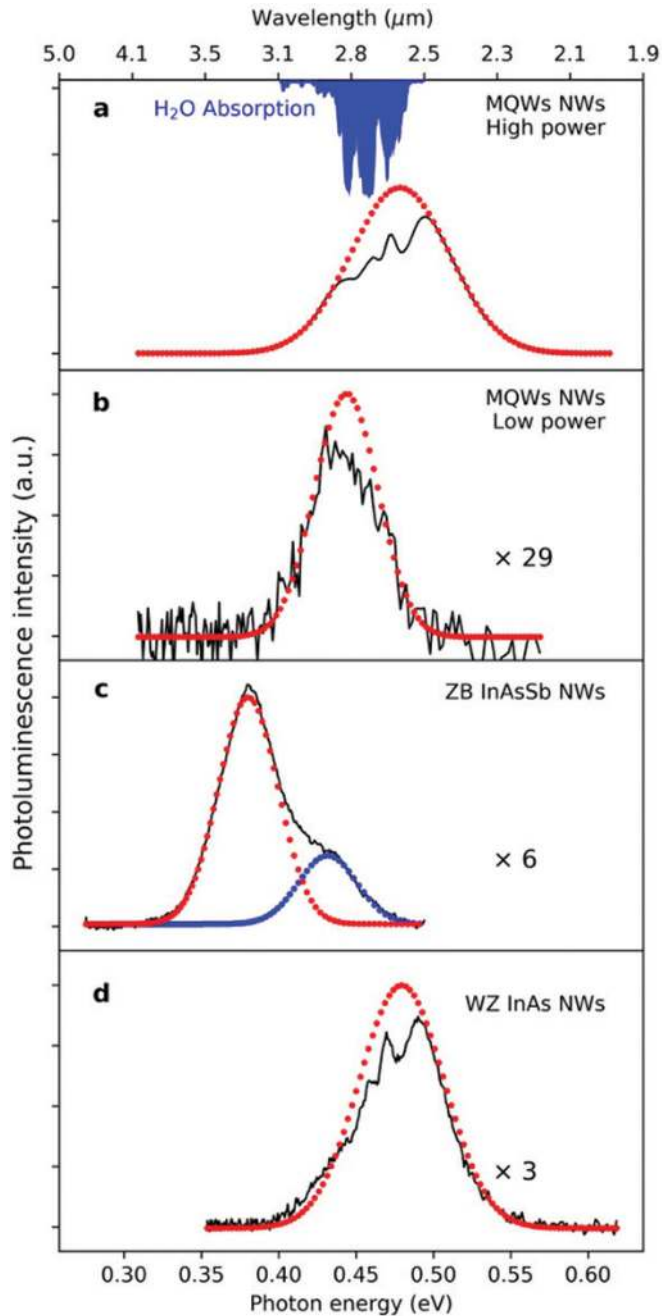 Wavelength (μm)
5.0 4.1 3.5 3.1 2.8 2.5 2.3 2.1 1.9
a H₂O Absorption MQWs NWs
High power
b MQWs NWs
Low power
× 29
Photoluminescence intensity (a.u.)
c ZB InAsSb NWs
× 6
d WZ InAs NWs
× 3
0.30 0.35 0.40 0.45 0.50 0.55 0.60
Photon energy (eV)